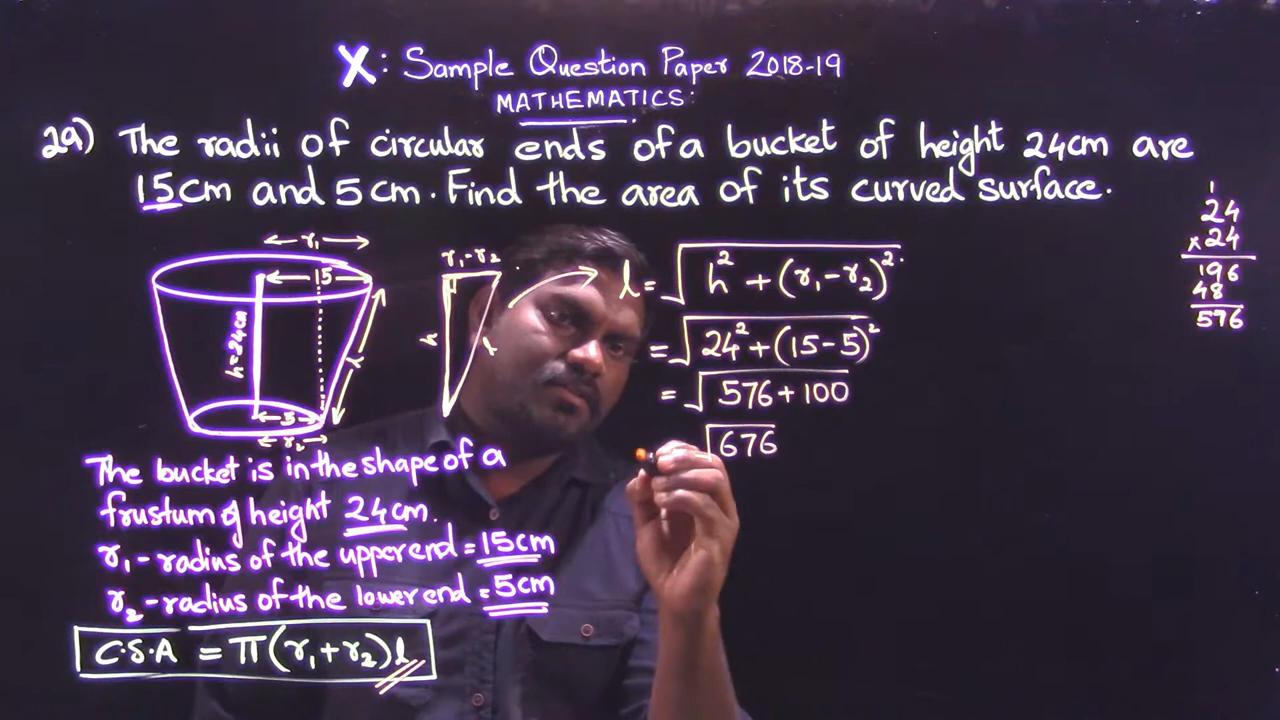 X: Sample Question Paper 2018-19
MATHEMATICS:
2a) The radii of circular ends of a bucket of height 24cm are
15cm and 5cm. Find the area of its curved surface.
1
24
×24
196
48
576
r₁
15
h=24cm
l
5
r₂
r₁-r₂
h
l
l = √h² + (r₁-r₂)²
= √24² + (15-5)²
= √576+100
√676
The bucket is in the shape of a
frustum of height 24cm.
r₁-radius of the upper end = 15cm
r₂-radius of the lower end = 5cm
C.S.A = π(r₁+r₂)l